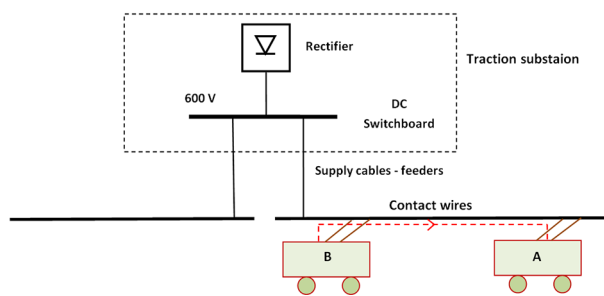 Rectifier
Traction substaion
600 V
DC
Switchboard
Supply cables - feeders
Contact wires
B
A